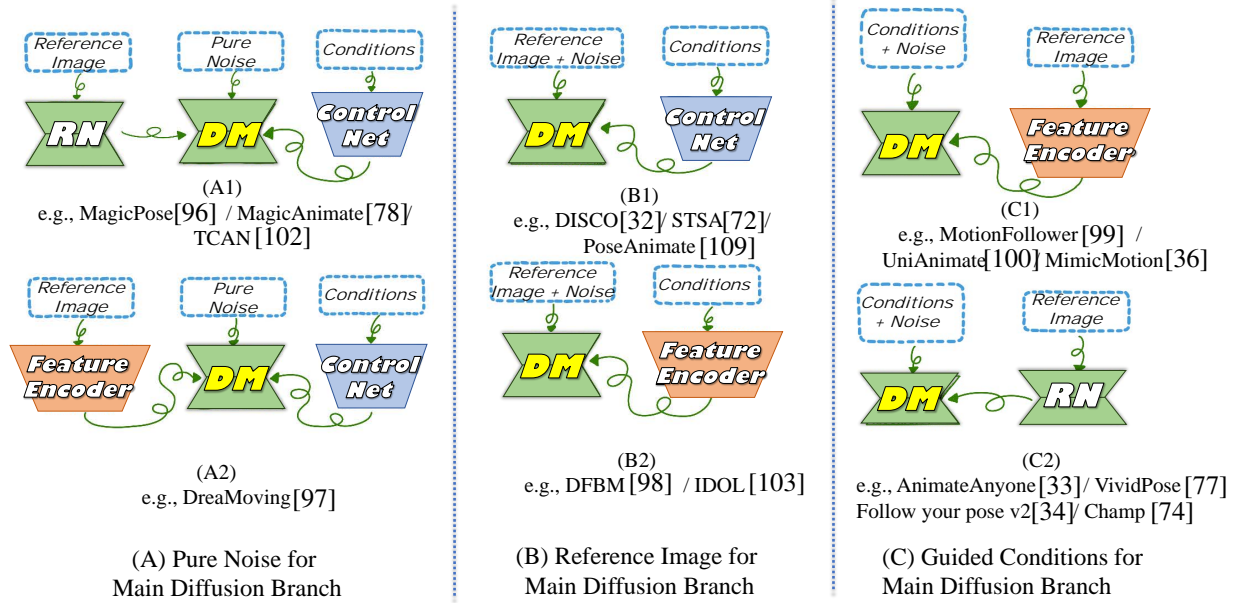 Reference
Image
Pure
Noise
Conditions
RN
DM
Control
Net
(A1)
e.g., MagicPose[96] / MagicAnimate[78]/
TCAN [102]
Reference
Image
Pure
Noise
Conditions
Feature
Encoder
DM
Control
Net
(A2)
e.g., DreaMoving[97]
(A) Pure Noise for
Main Diffusion Branch
Reference
Image + Noise
Conditions
DM
Control
Net
(B1)
e.g., DISCO[32]/ STSA[72]/
PoseAnimate [109]
Reference
Image + Noise
Conditions
DM
Feature
Encoder
(B2)
e.g., DFBM [98] / IDOL [103]
(B) Reference Image for
Main Diffusion Branch
Conditions
+ Noise
Reference
Image
DM
Feature
Encoder
(C1)
e.g., MotionFollower [99] /
UniAnimate[100]/ MimicMotion[36]
Conditions
+ Noise
Reference
Image
DM
RN
(C2)
e.g., AnimateAnyone [33]/ VividPose [77]
Follow your pose v2[34]/ Champ [74]
(C) Guided Conditions for
Main Diffusion Branch